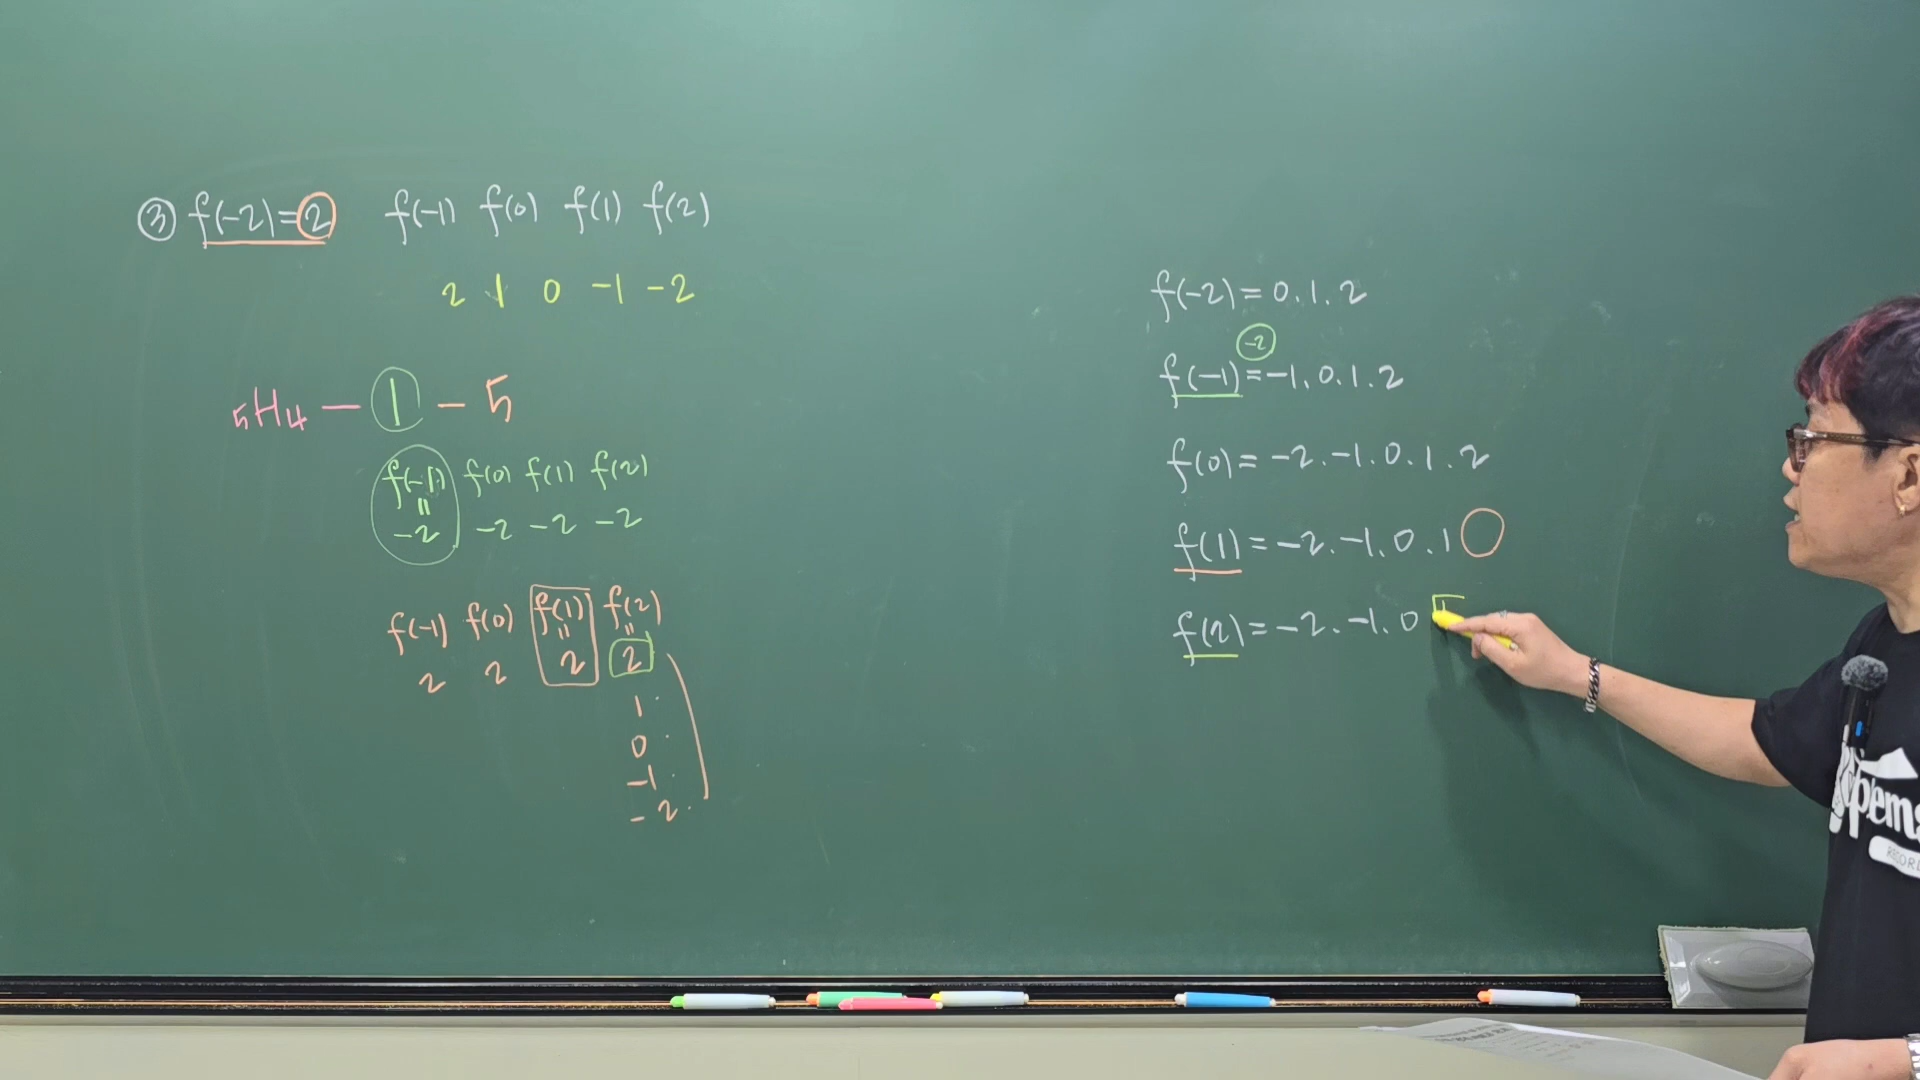 ③ f(-2)=2 f(-1) f(0) f(1) f(2)
2 1 0 -1 -2
₅H₄ - 1 - 5
f(-1) f(0) f(1) f(2)
=
-2 -2 -2 -2
f(-1) f(0) f(1) f(2)
= =
2 2 2 2
1
0
-1
-2
f(-2)=0.1.2
-2
f(-1)=-1.0.1.2
f(0)=-2.-1.0.1.2
f(1)=-2.-1.0.1
f(2)=-2.-1.0